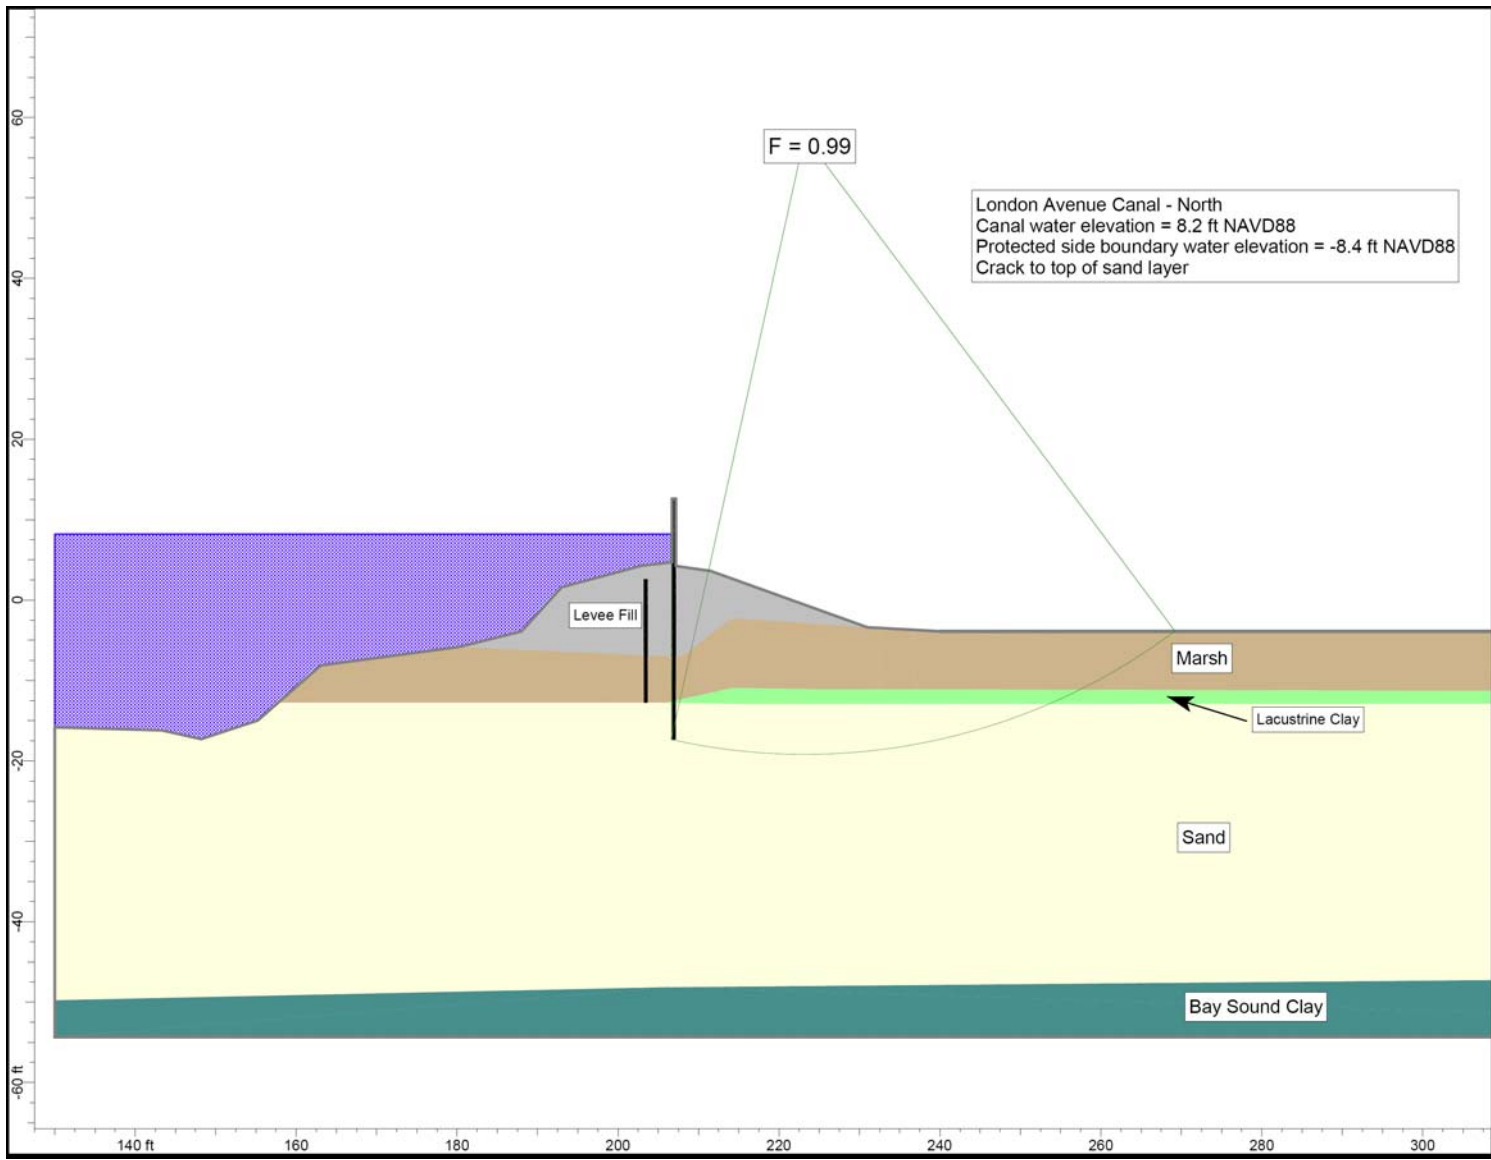 60
F = 0.99
London Avenue Canal - North
Canal water elevation = 8.2 ft NAVD88
Protected side boundary water elevation = -8.4 ft NAVD88
Crack to top of sand layer
40
20
0
Levee Fill
Marsh
Lacustrine Clay
-20
Sand
-40
Bay Sound Clay
-60 ft
140 ft 160 180 200 220 240 260 280 300